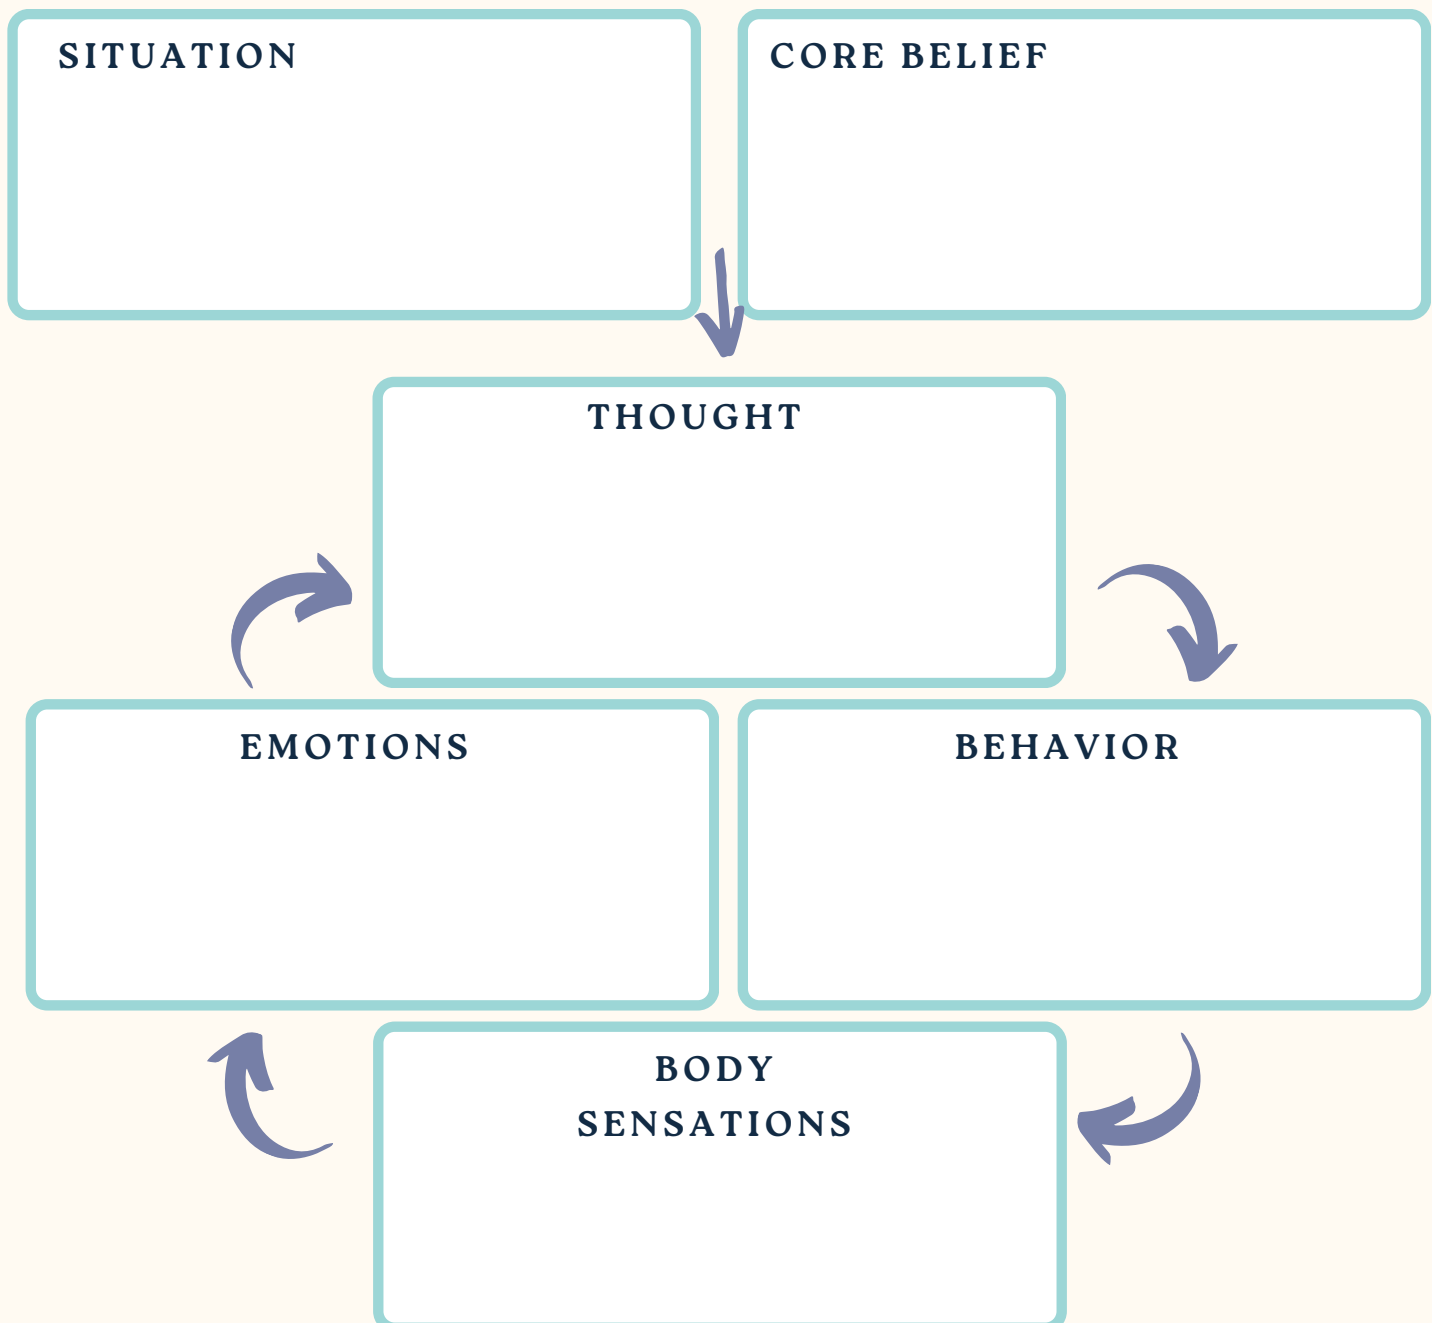 SITUATION
CORE BELIEF
THOUGHT
EMOTIONS
BEHAVIOR
BODY
SENSATIONS